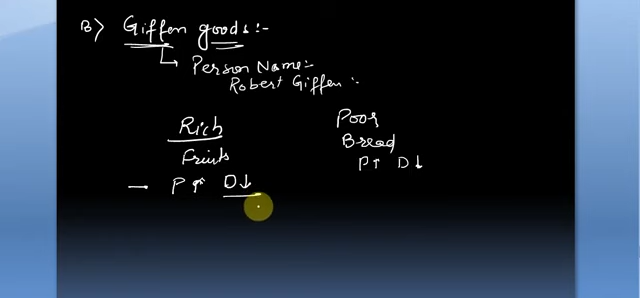 B) Giffen goods :-
Person Name :-
Robert Giffen :-
Rich
Fruits
→ P↑ D↓
Poor
Bread
P↑ D↓